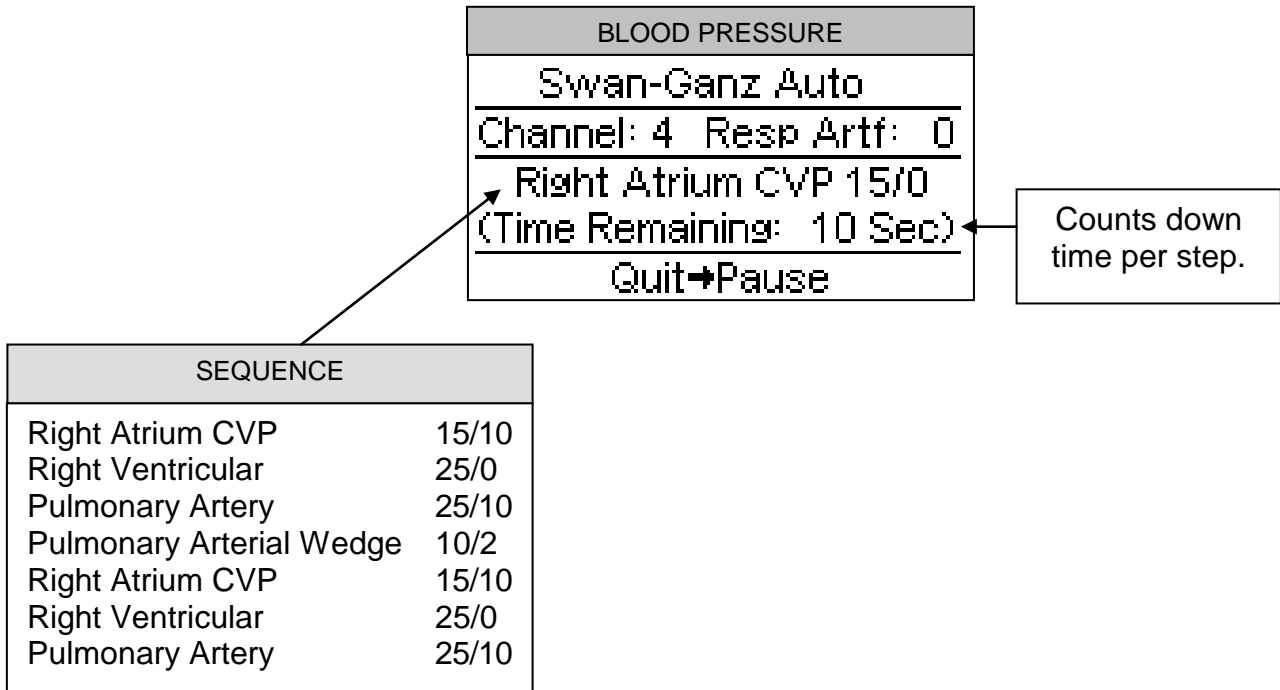 BLOOD PRESSURE
Swan-Ganz Auto
Channel: 4 Resp Artf: 0
Right Atrium CVP 15/0
(Time Remaining: 10 Sec)
Quit➔Pause
Counts down
time per step.
SEQUENCE
Right Atrium CVP 15/10
Right Ventricular 25/0
Pulmonary Artery 25/10
Pulmonary Arterial Wedge 10/2
Right Atrium CVP 15/10
Right Ventricular 25/0
Pulmonary Artery 25/10